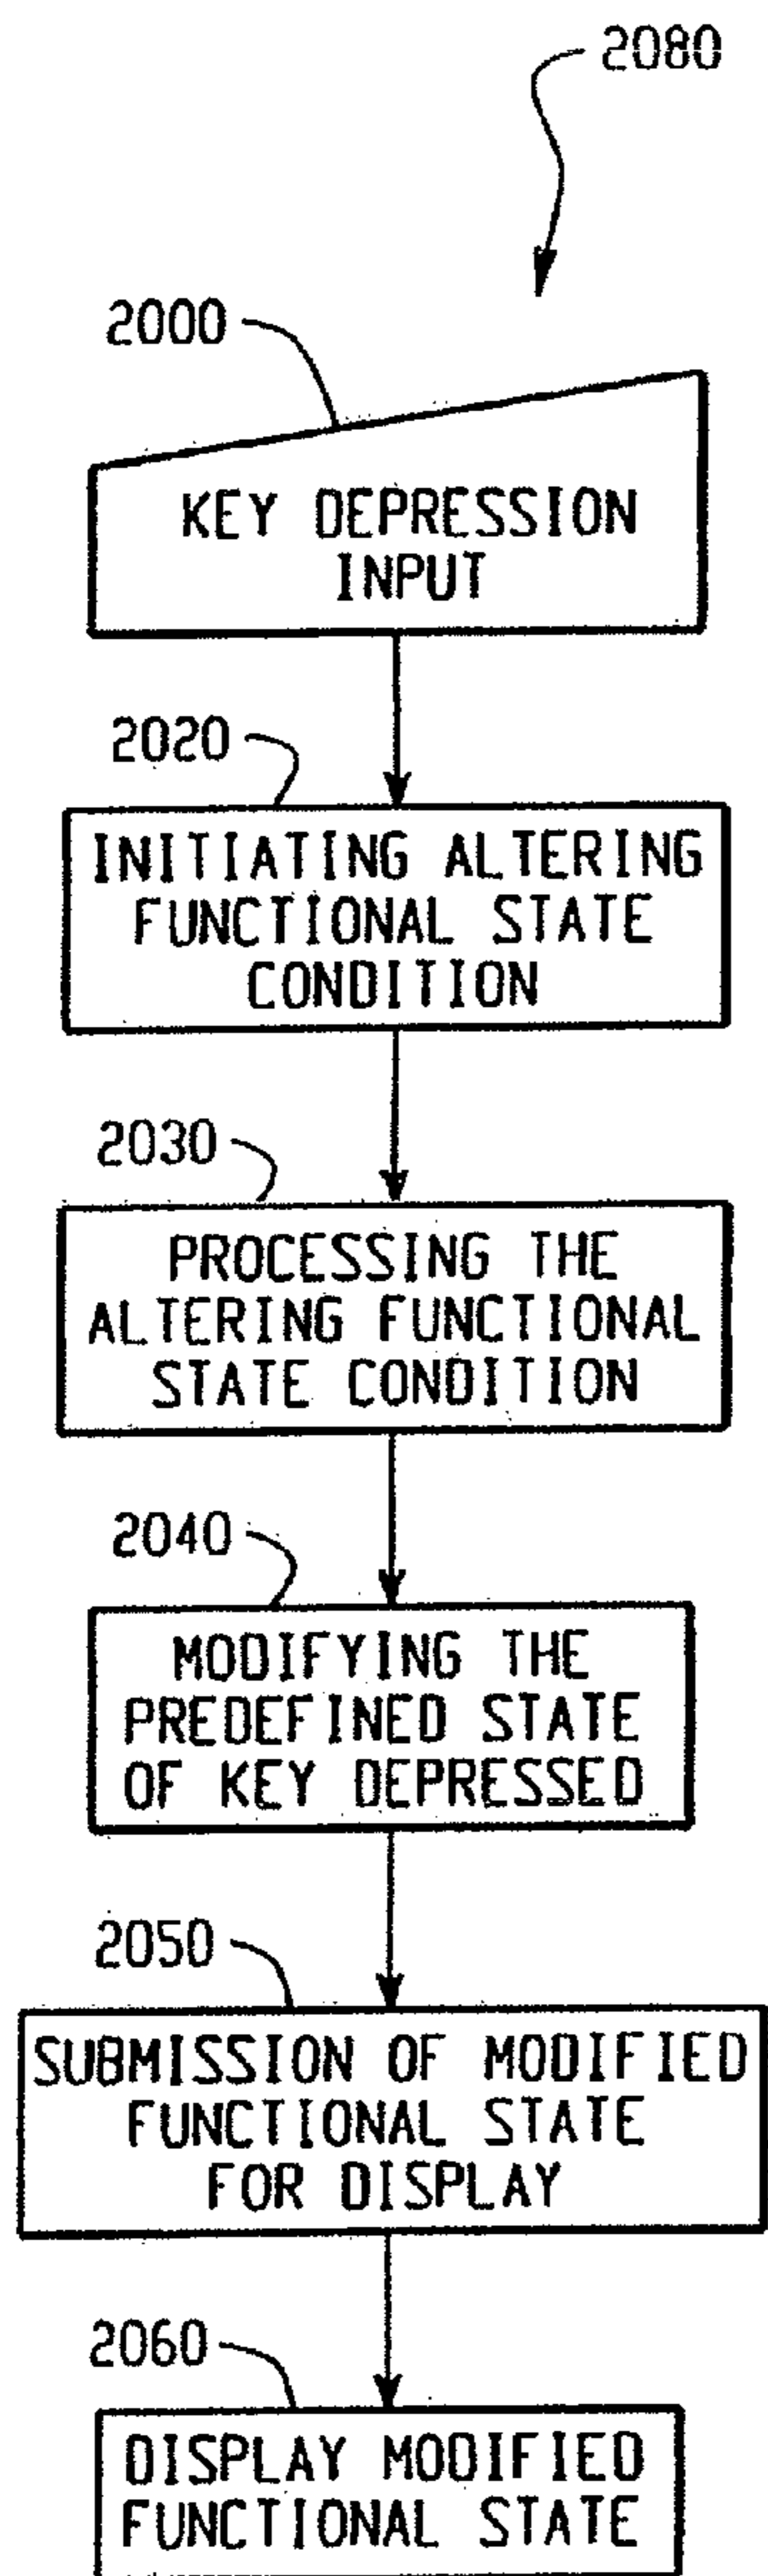 2080
2000
KEY DEPRESSION
INPUT
2020
INITIATING ALTERING
FUNCTIONAL STATE
CONDITION
2030
PROCESSING THE
ALTERING FUNCTIONAL
STATE CONDITION
2040
MODIFYING THE
PREDEFINED STATE
OF KEY DEPRESSED
2050
SUBMISSION OF MODIFIED
FUNCTIONAL STATE
FOR DISPLAY
2060
DISPLAY MODIFIED
FUNCTIONAL STATE